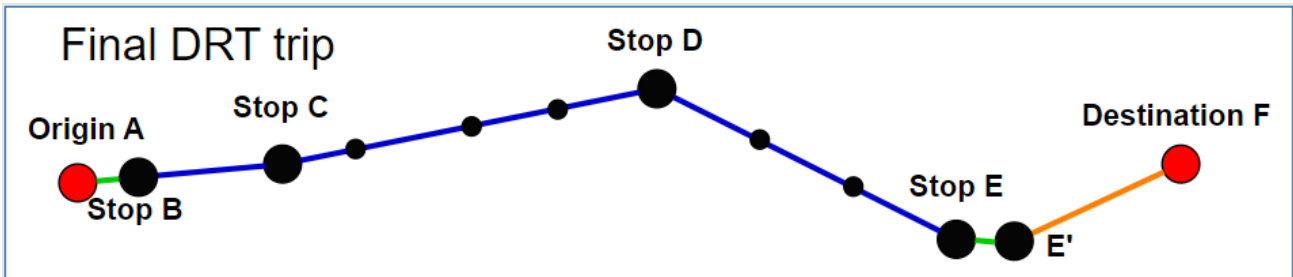 Final DRT trip
Stop D
Stop C
Origin A
Destination F
Stop B
Stop E
E'